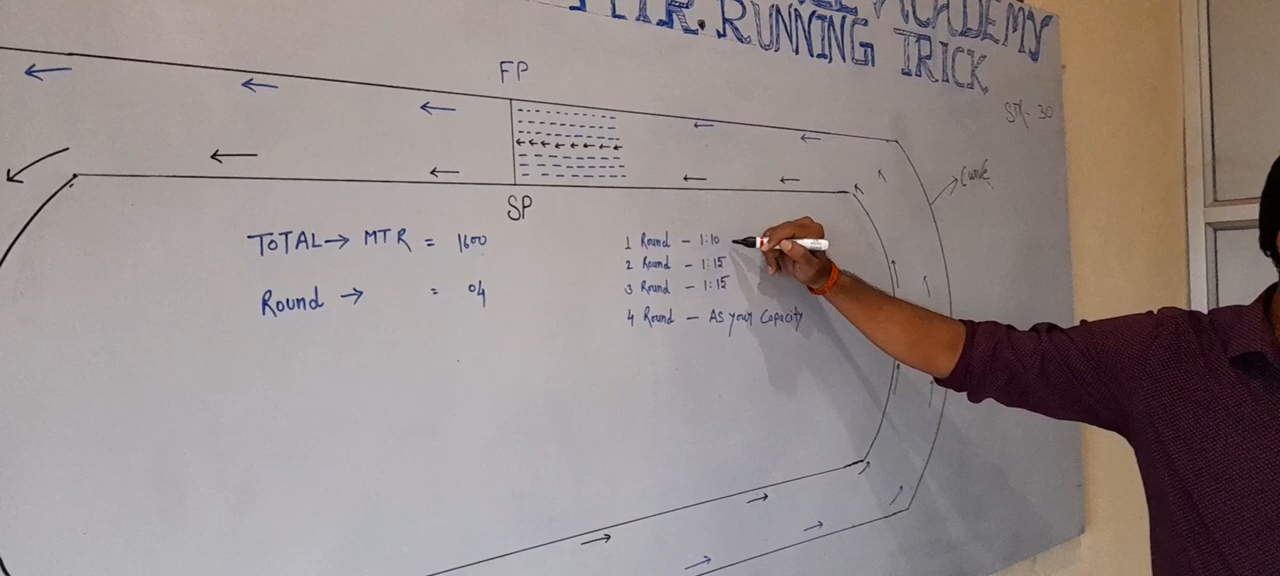 ACADEMY
MTR. RUNNING TRICK
ST/- 30
FP
Curve
SP
TOTAL → MTR = 1600
Round → = 04
1 Round - 1:10
2 Round - 1:15
3 Round - 1:15
4 Round - As your Capacity